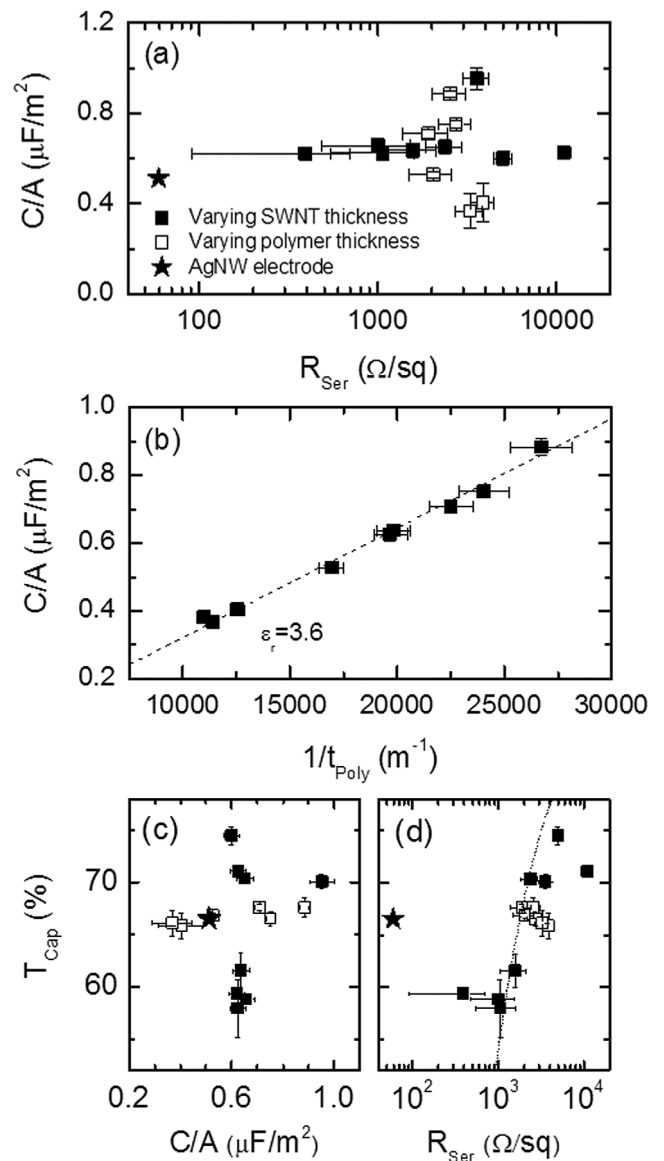 (a)
C/A (μF/m²)
1.2
0.8
0.4
0.0
■ Varying SWNT thickness
□ Varying polymer thickness
★ AgNW electrode
100 1000 10000
R_Ser (Ω/sq)
(b)
C/A (μF/m²)
1.0
0.8
0.6
0.4
0.2
ε_r=3.6
10000 15000 20000 25000 30000
1/t_Poly (m⁻¹)
(c) (d)
T_Cap (%)
70
60
0.2 0.6 1.0 10² 10³ 10⁴
C/A (μF/m²) R_Ser (Ω/sq)